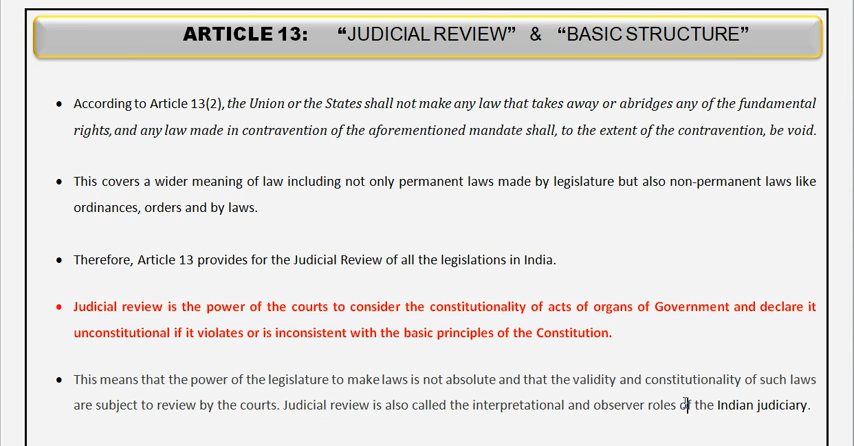 ARTICLE 13: “JUDICIAL REVIEW” & “BASIC STRUCTURE”
• According to Article 13(2), the Union or the States shall not make any law that takes away or abridges any of the fundamental
rights, and any law made in contravention of the aforementioned mandate shall, to the extent of the contravention, be void.
• This covers a wider meaning of law including not only permanent laws made by legislature but also non-permanent laws like
ordinances, orders and by laws.
• Therefore, Article 13 provides for the Judicial Review of all the legislations in India.
• Judicial review is the power of the courts to consider the constitutionality of acts of organs of Government and declare it
unconstitutional if it violates or is inconsistent with the basic principles of the Constitution.
• This means that the power of the legislature to make laws is not absolute and that the validity and constitutionality of such laws
are subject to review by the courts. Judicial review is also called the interpretational and observer roles of the Indian judiciary.